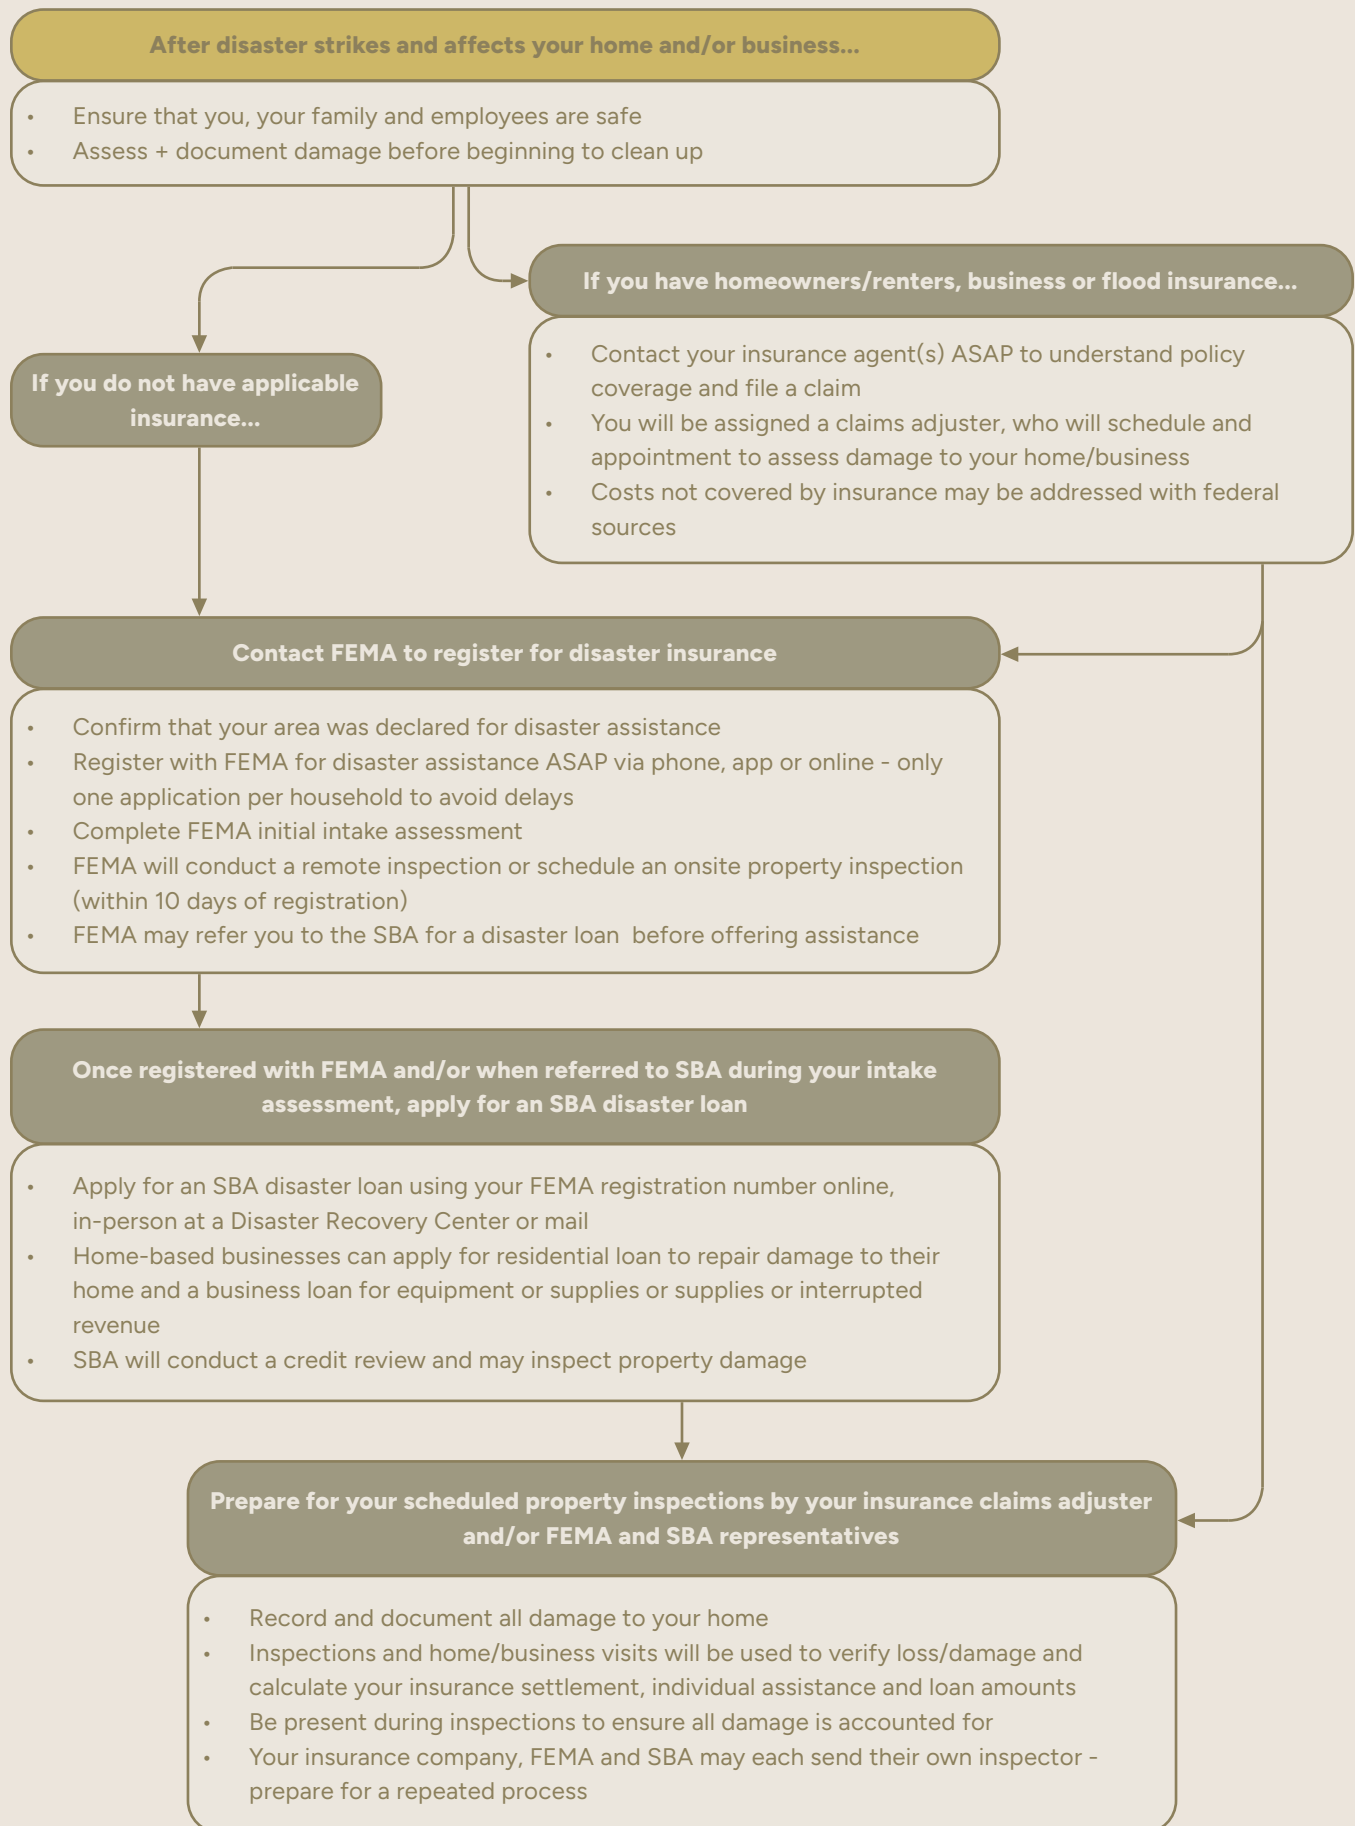 After disaster strikes and affects your home and/or business...
• Ensure that you, your family and employees are safe
• Assess + document damage before beginning to clean up
If you have homeowners/renters, business or flood insurance...
• Contact your insurance agent(s) ASAP to understand policy
coverage and file a claim
• You will be assigned a claims adjuster, who will schedule and
appointment to assess damage to your home/business
• Costs not covered by insurance may be addressed with federal
sources
If you do not have applicable
insurance...
Contact FEMA to register for disaster insurance
• Confirm that your area was declared for disaster assistance
• Register with FEMA for disaster assistance ASAP via phone, app or online - only
one application per household to avoid delays
• Complete FEMA initial intake assessment
• FEMA will conduct a remote inspection or schedule an onsite property inspection
(within 10 days of registration)
• FEMA may refer you to the SBA for a disaster loan  before offering assistance
Once registered with FEMA and/or when referred to SBA during your intake
assessment, apply for an SBA disaster loan
• Apply for an SBA disaster loan using your FEMA registration number online,
in-person at a Disaster Recovery Center or mail
• Home-based businesses can apply for residential loan to repair damage to their
home and a business loan for equipment or supplies or supplies or interrupted
revenue
• SBA will conduct a credit review and may inspect property damage
Prepare for your scheduled property inspections by your insurance claims adjuster
and/or FEMA and SBA representatives
• Record and document all damage to your home
• Inspections and home/business visits will be used to verify loss/damage and
calculate your insurance settlement, individual assistance and loan amounts
• Be present during inspections to ensure all damage is accounted for
• Your insurance company, FEMA and SBA may each send their own inspector -
prepare for a repeated process